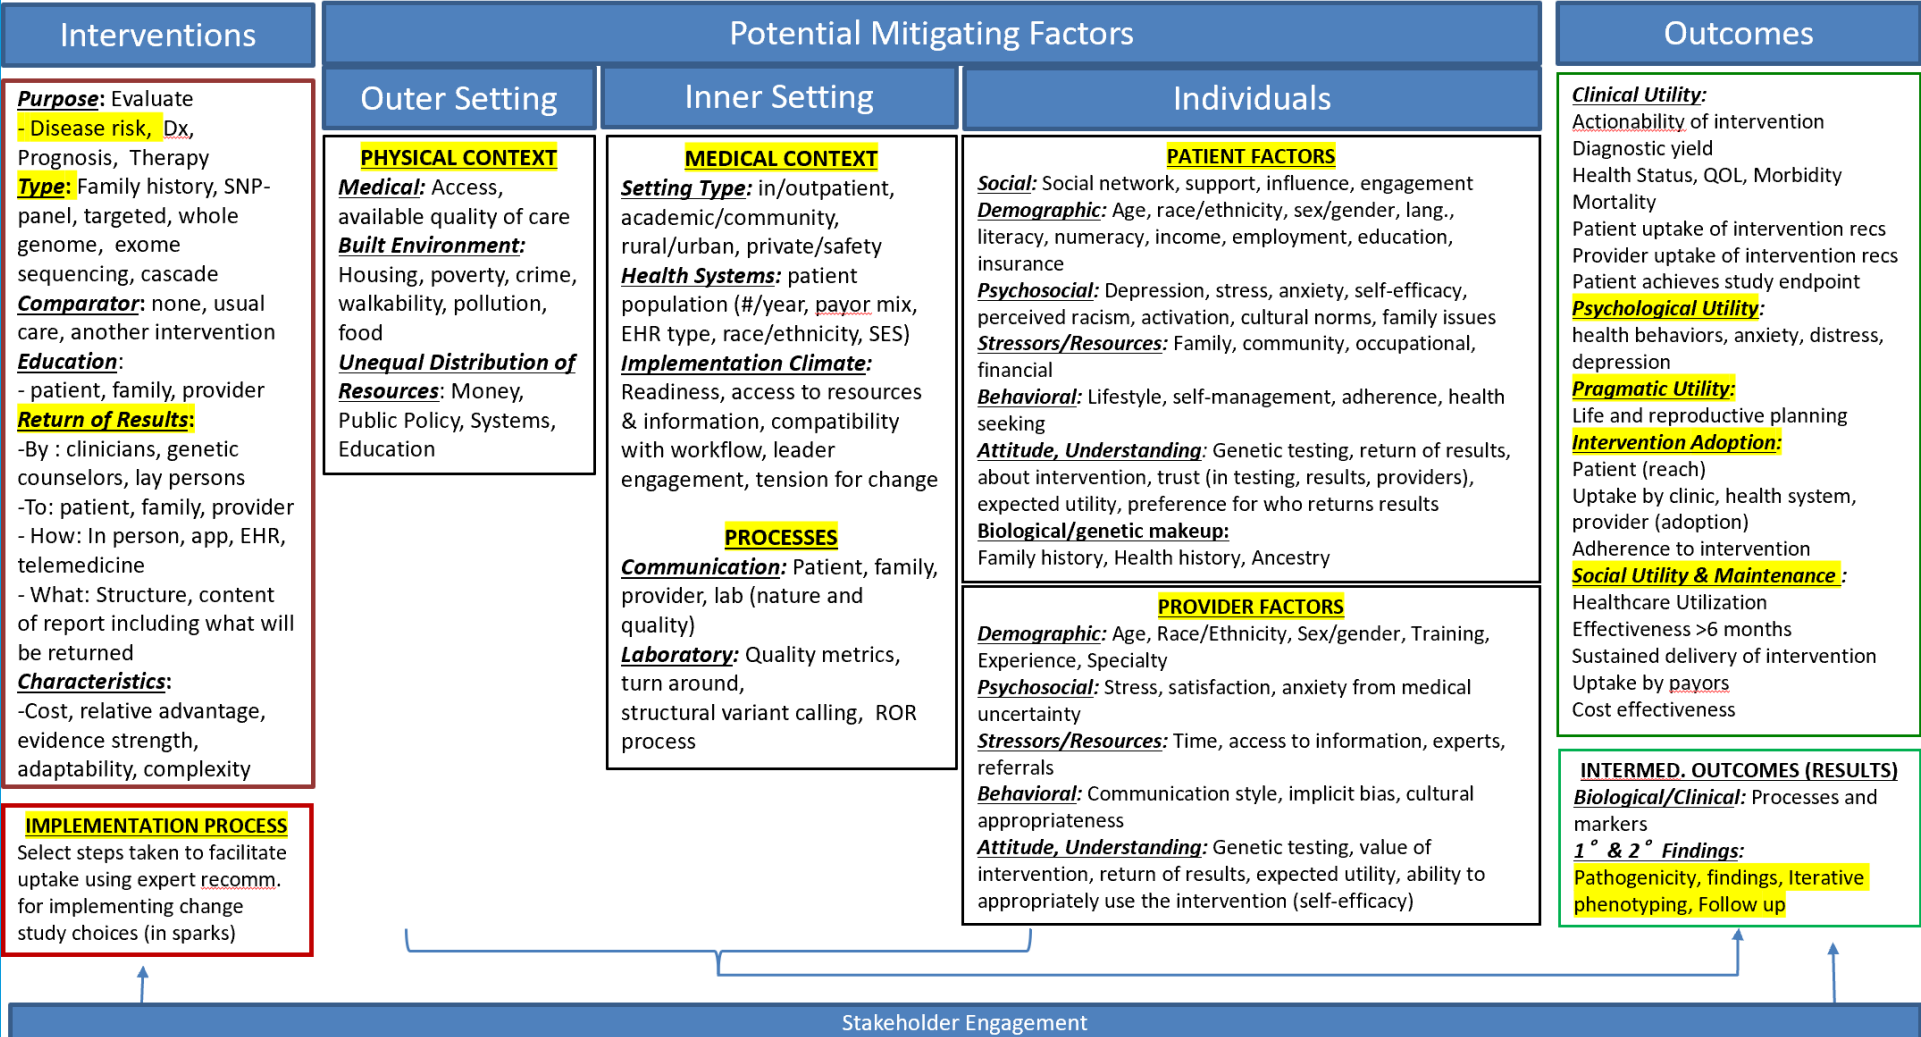 Interventions
Potential Mitigating Factors
Outcomes
Outer Setting
Inner Setting
Individuals
Purpose: Evaluate
- Disease risk, Dx,
Prognosis, Therapy
Type: Family history, SNP-
panel, targeted, whole
genome, exome
sequencing, cascade
Comparator: none, usual
care, another intervention
Education:
- patient, family, provider
Return of Results:
-By : clinicians, genetic
counselors, lay persons
-To: patient, family, provider
- How: In person, app, EHR,
telemedicine
- What: Structure, content
of report including what will
be returned
Characteristics:
-Cost, relative advantage,
evidence strength,
adaptability, complexity
IMPLEMENTATION PROCESS
Select steps taken to facilitate
uptake using expert recomm.
for implementing change
study choices (in sparks)
PHYSICAL CONTEXT
Medical: Access,
available quality of care
Built Environment:
Housing, poverty, crime,
walkability, pollution,
food
Unequal Distribution of
Resources: Money,
Public Policy, Systems,
Education
MEDICAL CONTEXT
Setting Type: in/outpatient,
academic/community,
rural/urban, private/safety
Health Systems: patient
population (#/year, payor mix,
EHR type, race/ethnicity, SES)
Implementation Climate:
Readiness, access to resources
& information, compatibility
with workflow, leader
engagement, tension for change
PROCESSES
Communication: Patient, family,
provider, lab (nature and
quality)
Laboratory: Quality metrics,
turn around,
structural variant calling, ROR
process
PATIENT FACTORS
Social: Social network, support, influence, engagement
Demographic: Age, race/ethnicity, sex/gender, lang.,
literacy, numeracy, income, employment, education,
insurance
Psychosocial: Depression, stress, anxiety, self-efficacy,
perceived racism, activation, cultural norms, family issues
Stressors/Resources: Family, community, occupational,
financial
Behavioral: Lifestyle, self-management, adherence, health
seeking
Attitude, Understanding: Genetic testing, return of results,
about intervention, trust (in testing, results, providers),
expected utility, preference for who returns results
Biological/genetic makeup:
Family history, Health history, Ancestry
PROVIDER FACTORS
Demographic: Age, Race/Ethnicity, Sex/gender, Training,
Experience, Specialty
Psychosocial: Stress, satisfaction, anxiety from medical
uncertainty
Stressors/Resources: Time, access to information, experts,
referrals
Behavioral: Communication style, implicit bias, cultural
appropriateness
Attitude, Understanding: Genetic testing, value of
intervention, return of results, expected utility, ability to
appropriately use the intervention (self-efficacy)
Clinical Utility:
Actionability of intervention
Diagnostic yield
Health Status, QOL, Morbidity
Mortality
Patient uptake of intervention recs
Provider uptake of intervention recs
Patient achieves study endpoint
Psychological Utility:
health behaviors, anxiety, distress,
depression
Pragmatic Utility:
Life and reproductive planning
Intervention Adoption:
Patient (reach)
Uptake by clinic, health system,
provider (adoption)
Adherence to intervention
Social Utility & Maintenance :
Healthcare Utilization
Effectiveness >6 months
Sustained delivery of intervention
Uptake by payors
Cost effectiveness
INTERMED. OUTCOMES (RESULTS)
Biological/Clinical: Processes and
markers
1° & 2° Findings:
Pathogenicity, findings, Iterative
phenotyping, Follow up
Stakeholder Engagement